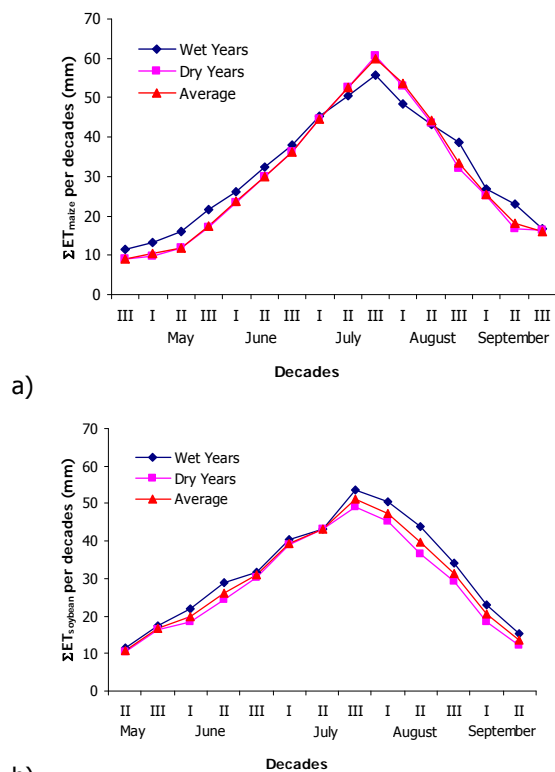 70
60
50
40
30
20
10
0
ΣETmaize per decades (mm)
Wet Years
Dry Years
Average
III I II III I II III I II III I II III I II III
May June July August September
Decades
a)
70
60
50
40
30
20
10
0
ΣETsoybean per decades (mm)
Wet Years
Dry Years
Average
II III I II III I II III I II III I II
May June July August September
Decades